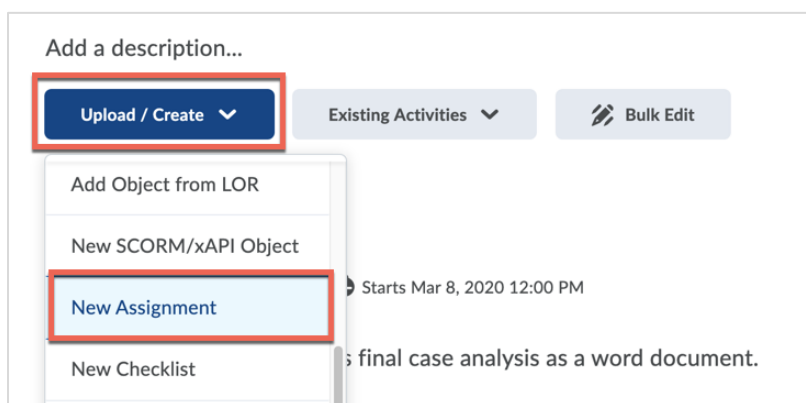 Add a description...
Upload / Create
Existing Activities
Bulk Edit
Add Object from LOR
New SCORM/xAPI Object
Starts Mar 8, 2020 12:00 PM
New Assignment
final case analysis as a word document.
New Checklist